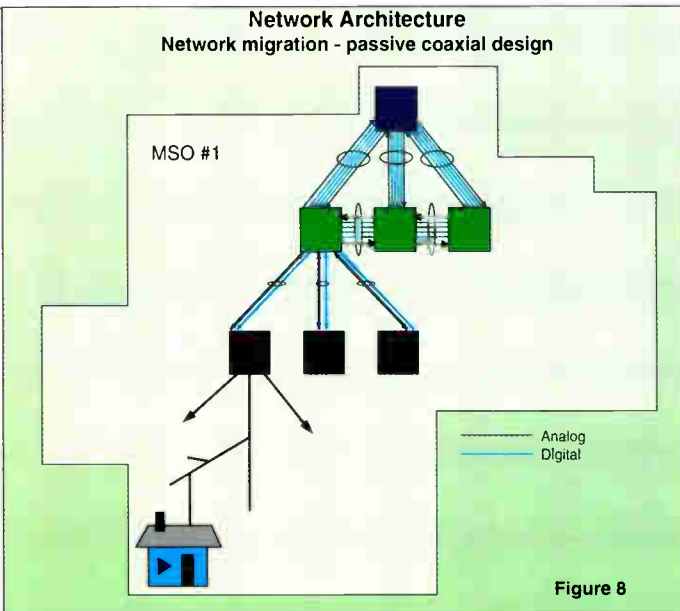 Network Architecture
Network migration - passive coaxial design
MSO #1
Analog
Digital
Figure 8